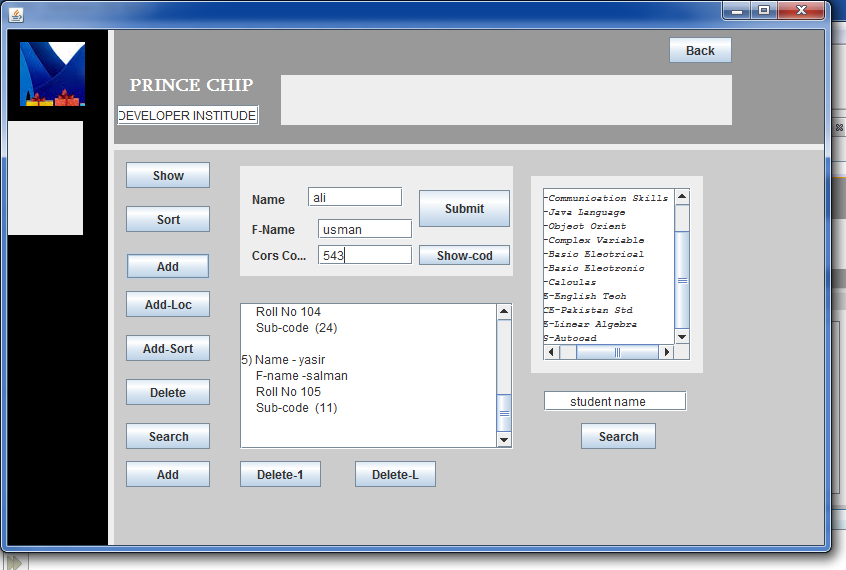 Back
PRINCE CHIP
DEVELOPER INSTITUDE
Show
Sort
Add
Add-Loc
Add-Sort
Delete
Search
Add
Name ali
F-Name usman
Cors Co... 543
Submit
Show-cod
Roll No 104
Sub-code (24)
5) Name - yasir
F-name -salman
Roll No 105
Sub-code (11)
Delete-1
Delete-L
-Communication Skills
-Java Language
-Object Orient
-Complex Variable
-Basic Electrical
-Basic Electronic
-Calculas
E-English Tech
CE-Pakistan Std
E-Linear Algebra
S-Autocad
student name
Search